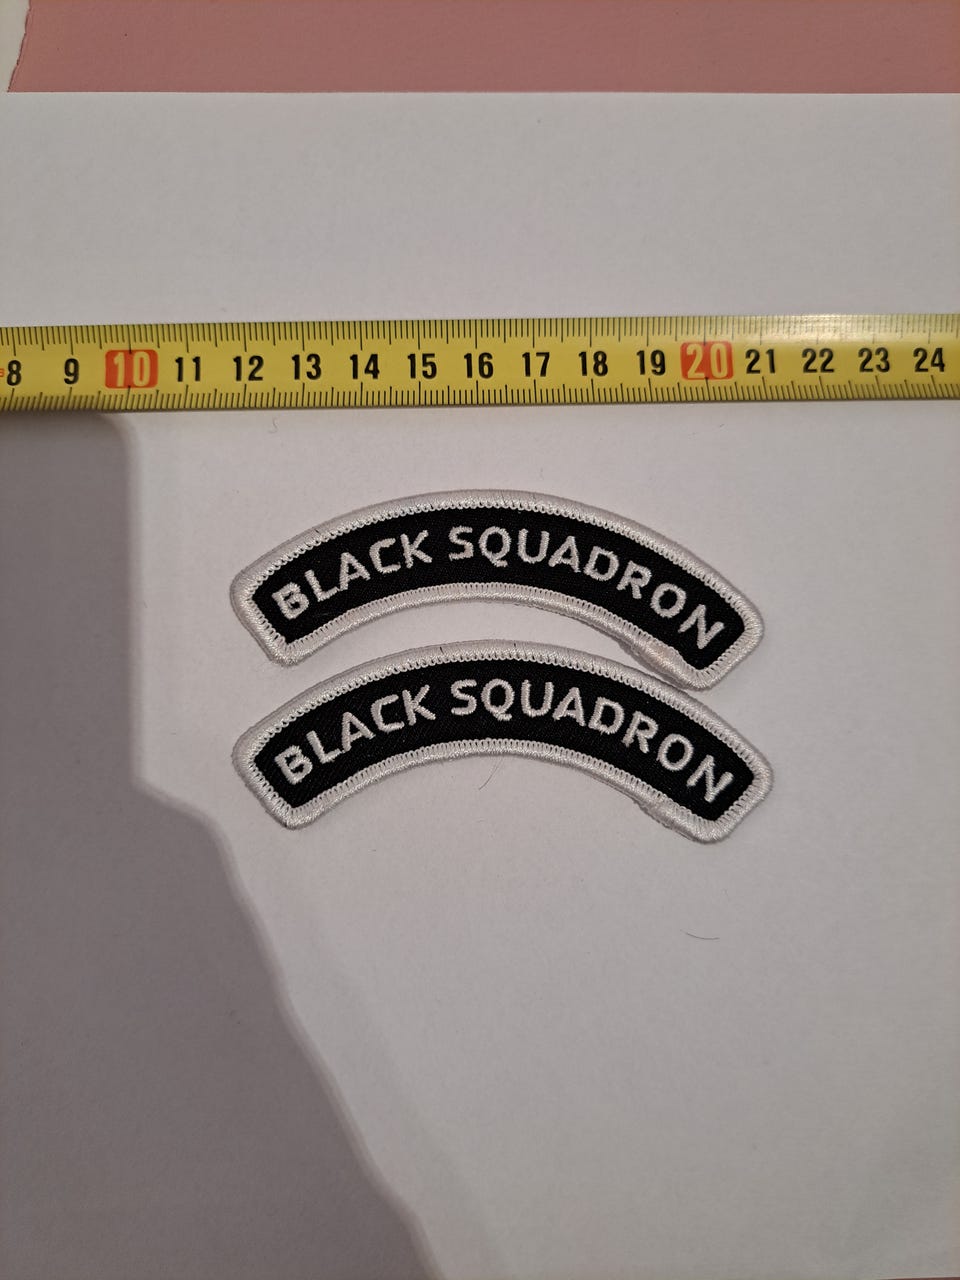 8 9 10 11 12 13 14 15 16 17 18 19 20 21 22 23 24
BLACK SQUADRON
BLACK SQUADRON